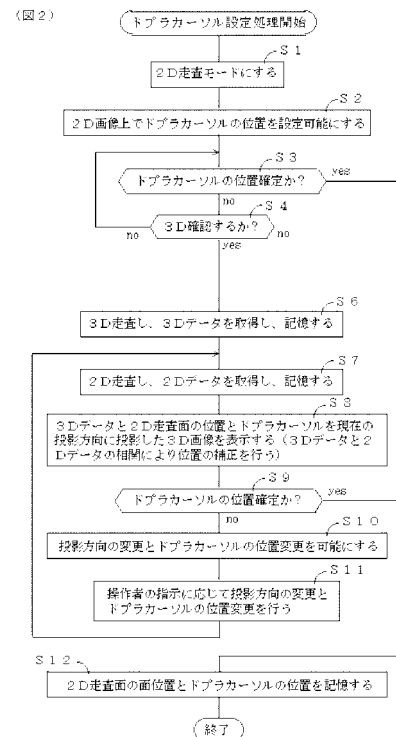 (図2)
ドプラカーソル設定処理開始
S1
2D走査モードにする
S2
2D画像上でドプラカーソルの位置を設定可能にする
S3
ドプラカーソルの位置確定か?
yes
no
S4
3D確認するか?
no
no
yes
S6
3D走査し、3Dデータを取得し、記憶する
S7
2D走査し、2Dデータを取得し、記憶する
S8
3Dデータと2D走査面の位置とドプラカーソルを現在の
投影方向に投影した3D画像を表示する(3Dデータと2
Dデータの相関により位置の補正を行う)
S9
ドプラカーソルの位置確定か?
yes
no
S10
投影方向の変更とドプラカーソルの位置変更を可能にする
S11
操作者の指示に応じて投影方向の変更と
ドプラカーソルの位置変更を行う
S12
2D走査面の面位置とドプラカーソルの位置を記憶する
終了